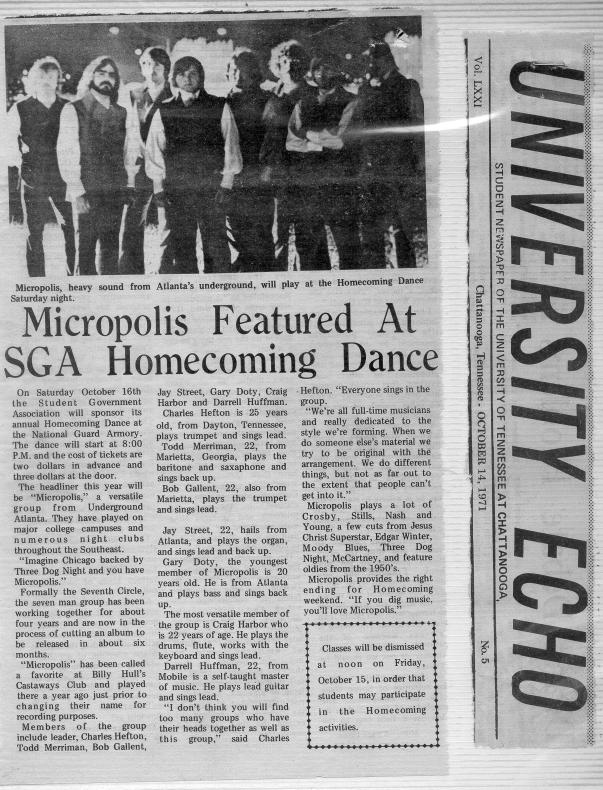 Micropolis, heavy sound from Atlanta's underground, will play at the Homecoming Dance
Saturday night.
Micropolis Featured At
SGA Homecoming Dance
On Saturday October 16th
the Student Government
Association will sponsor its
annual Homecoming Dance at
the National Guard Armory.
The dance will start at 8:00
P.M. and the cost of tickets are
two dollars in advance and
three dollars at the door.
The headliner this year will
be "Micropolis," a versatile
group from Underground
Atlanta. They have played on
major college campuses and
numerous night clubs
throughout the Southeast.
"Imagine Chicago backed by
Three Dog Night and you have
Micropolis."
Formally the Seventh Circle,
the seven man group has been
working together for about
four years and are now in the
process of cutting an album to
be released in about six
months.
"Micropolis" has been called
a favorite at Billy Hull's
Castaways Club and played
there a year ago just prior to
changing their name for
recording purposes.
Members of the group
include leader, Charles Hefton,
Todd Merriman, Bob Gallent,
Jay Street, Gary Doty, Craig
Harbor and Darrell Huffman.
Charles Hefton is 25 years
old, from Dayton, Tennessee,
plays trumpet and sings lead.
Todd Merriman, 22, from
Marietta, Georgia, plays the
baritone and saxaphone and
sings back up.
Bob Gallent, 22, also from
Marietta, plays the trumpet
and sings lead.
Jay Street, 22, hails from
Atlanta, and plays the organ,
and sings lead and back up.
Gary Doty, the youngest
member of Micropolis is 20
years old. He is from Atlanta
and plays bass and sings back
up.
The most versatile member of
the group is Craig Harbor who
is 22 years of age. He plays the
drums, flute, works with the
keyboard and sings lead.
Darrell Huffman, 22, from
Mobile is a self-taught master
of music. He plays lead guitar
and sings lead.
"I don't think you will find
too many groups who have
their heads together as well as
this group," said Charles
Hefton. "Everyone sings in the
group.
"We're all full-time musicians
and really dedicated to the
style we're forming. When we
do someone else's material we
try to be original with the
arrangement. We do different
things, but not as far out to
the extent that people can't
get into it."
Micropolis plays a lot of
Crosby, Stills, Nash and
Young, a few cuts from Jesus
Christ Superstar, Edgar Winter,
Moody Blues, Three Dog
Night, McCartney, and feature
oldies from the 1950's.
Micropolis provides the right
ending for Homecoming
weekend. "If you dig music,
you'll love Micropolis."
Classes will be dismissed
at noon on Friday,
October 15, in order that
students may participate
in the Homecoming
activities.
UNIVERSITY ECHO
STUDENT NEWSPAPER OF THE UNIVERSITY OF TENNESSEE AT CHATTANOOGA
Vol. LXXI Chattanooga, Tennessee - OCTOBER 14, 1971 No. 5